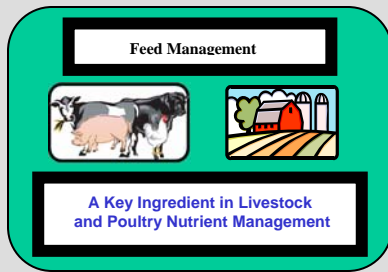 Feed Management
A Key Ingredient in Livestock
and Poultry Nutrient Management